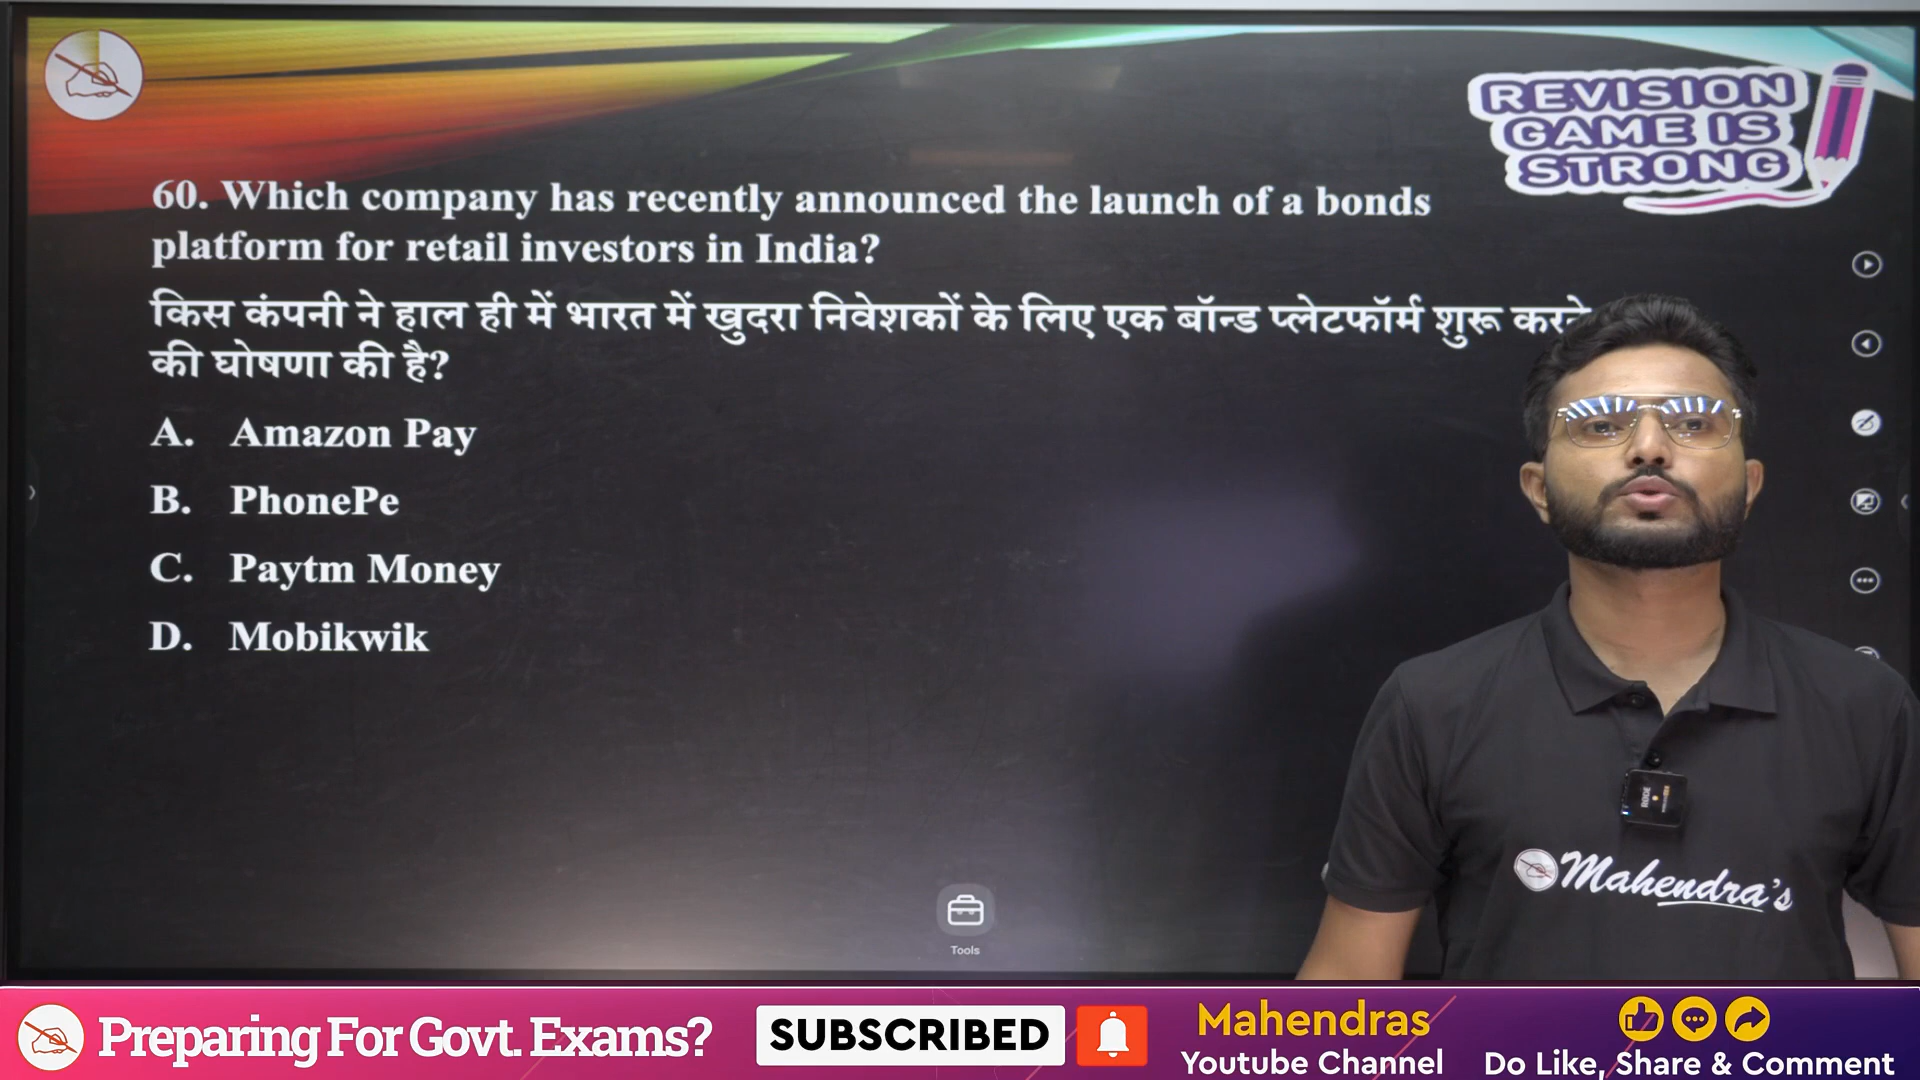 REVISION
GAME IS
STRONG
60. Which company has recently announced the launch of a bonds
platform for retail investors in India?
किस कंपनी ने हाल ही में भारत में खुदरा निवेशकों के लिए एक बॉन्ड प्लेटफॉर्म शुरू करने
की घोषणा की है?
A. Amazon Pay
B. PhonePe
C. Paytm Money
D. Mobikwik
Tools
RODE
Mahendra's
Preparing For Govt. Exams?
SUBSCRIBED
Mahendras
Youtube Channel
Do Like, Share & Comment